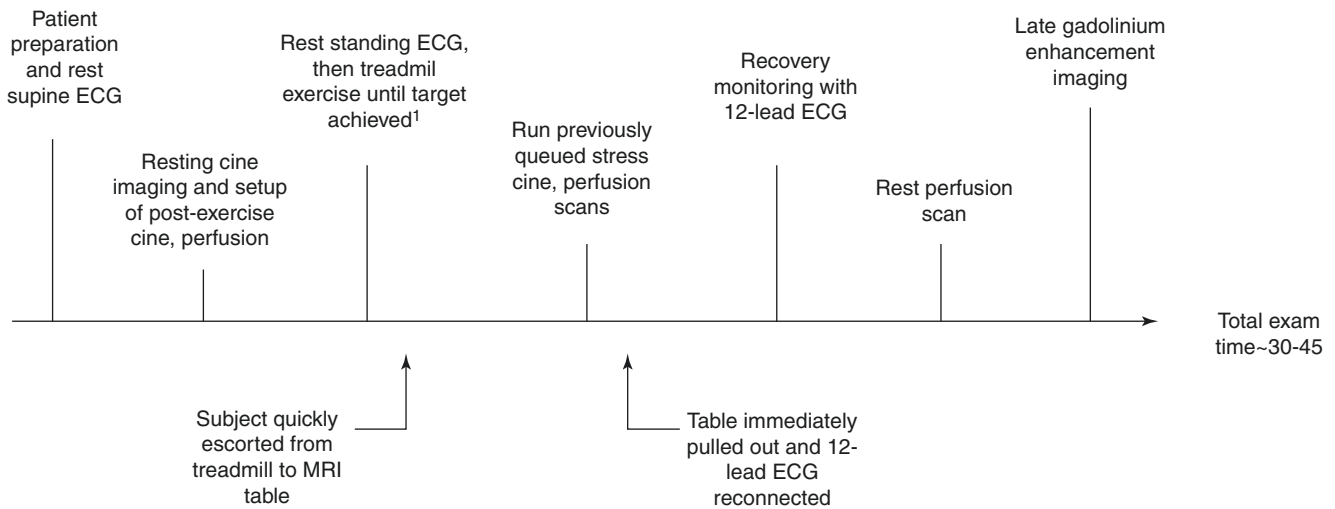 Patient
preparation
and rest
supine ECG
Resting cine
imaging and setup
of post-exercise
cine, perfusion
Rest standing ECG,
then treadmil
exercise until target
achieved1
Run previously
queued stress
cine, perfusion
scans
Recovery
monitoring with
12-lead ECG
Rest perfusion
scan
Late gadolinium
enhancement
imaging
Total exam
time~30-45
Subject quickly
escorted from
treadmill to MRI
table
Table immediately
pulled out and 12-
lead ECG
reconnected